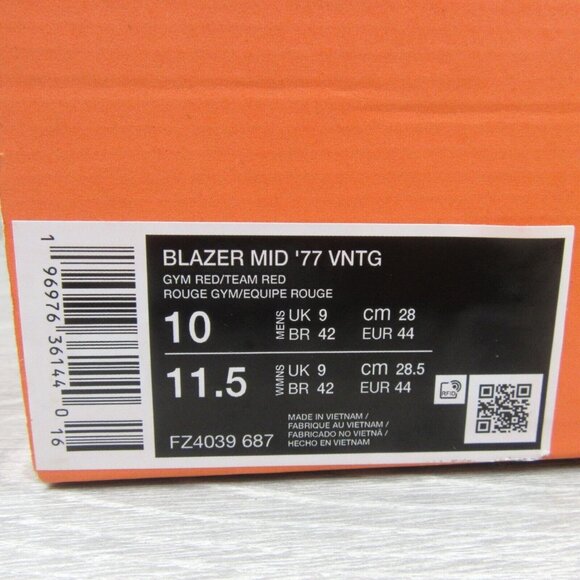 BLAZER MID '77 VNTG
GYM RED/TEAM RED
ROUGE GYM/EQUIPE ROUGE
10 MENS UK 9 cm 28
BR 42 EUR 44
11.5 WMNS UK 9 cm 28.5
BR 42 EUR 44
RFID
MADE IN VIETNAM /
FABRIQUE AU VIETNAM /
FABRICADO NO VIETNÃ /
HECHO EN VIETNAM
FZ4039 687
1 96976 36144 0 16